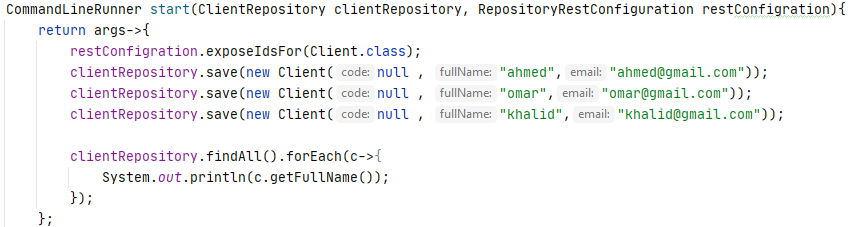 CommandLineRunner start(ClientRepository clientRepository, RepositoryRestConfiguration restConfigration){
    return args->{
        restConfigration.exposeIdsFor(Client.class);
        clientRepository.save(new Client( code: null , fullName: "ahmed", email: "ahmed@gmail.com"));
        clientRepository.save(new Client( code: null , fullName: "omar", email: "omar@gmail.com"));
        clientRepository.save(new Client( code: null , fullName: "khalid", email: "khalid@gmail.com"));

        clientRepository.findAll().forEach(c->{
            System.out.println(c.getFullName());
        });
    };